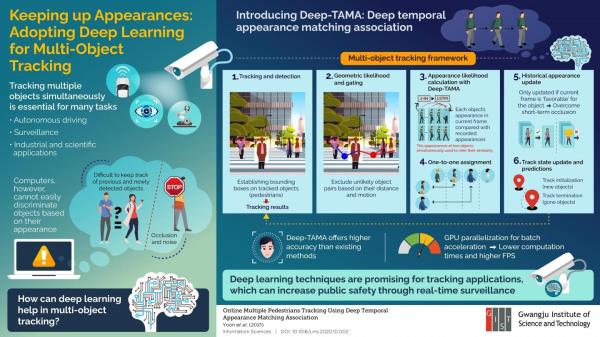 Keeping up Appearances:
Adopting Deep Learning
for Multi-Object
Tracking
Tracking multiple
objects simultaneously
is essential for many tasks
• Autonomous driving
• Surveillance
• Industrial and scientific
applications
Computers,
however,
cannot easily
discriminate
objects based
on their
appearance
Difficult to keep track
of previous and newly
detected objects
STOP
Occlusion
and noise
How can deep learning
help in multi-object
tracking?
Introducing Deep-TAMA: Deep temporal
appearance matching association
Multi-object tracking framework
1. Tracking and detection
Establishing bounding
boxes on tracked objects
(pedestrians)
Tracking results
2. Geometric likelihood
and gating
Exclude unlikely object
pairs based on their distance
and motion
3. Appearance likelihood
calculation with
Deep-TAMA
LSTM
Each objects
appearance in
current frame
compared with
recorded
appearances
The appearances of two objects
simultaneously used to infer their similarity
4. One-to-one assignment
5. Historical appearance
update
Only updated if current
frame is 'favorable' for the
object → Overcome
short-term occlusion
6. Track state update and
predictions
Track initialization
(new objects)
Track termination
(gone objects)
Deep-TAMA offers higher
accuracy than existing
methods
GPU parallelization for batch
acceleration → Lower computation
times and higher FPS
Deep learning techniques are promising for tracking applications,
which can increase public safety through real-time surveillance
Online Multiple Pedestrians Tracking Using Deep Temporal
Appearance Matching Association
Yoon et al. (2021)
Information Sciences | DOI: 10.1016/j.ins.2020.10.002
GIST
Gwangju Institute of
Science and Technology